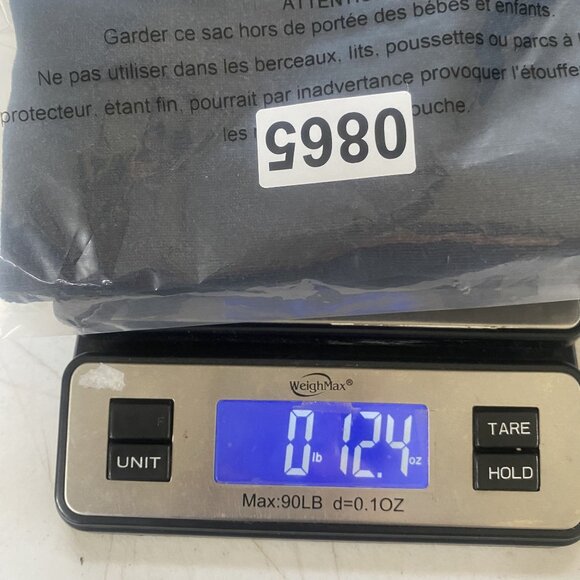 ATTENTION
Garder ce sac hors de portée des bébés et enfants.
Ne pas utiliser dans les berceaux, lits, poussettes ou parcs à
protecteur, étant fin, pourrait par inadvertance provoquer l'étouffe
les ouche.
0865
WeighMax®
UNIT
0 lb 12.4 oz
TARE
HOLD
Max:90LB d=0.1OZ